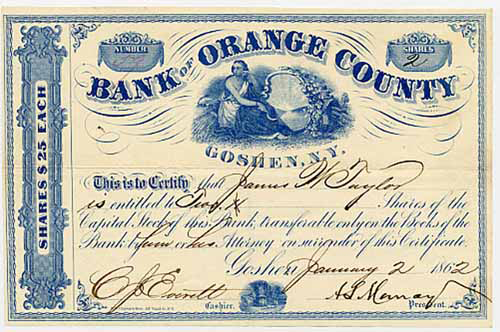 NUMBER
SHARES
2
BANK OF ORANGE COUNTY
GOSHEN, N.Y.
SHARES $25 EACH
This is to Certify that James W Taylor
is entitled to Two Shares of the
Capital Stock of this Bank, transferable only on the Books of the
Bank by him or his Attorney on surrender of this Certificate.
Goshen January 2 1862
Cashier.
President.